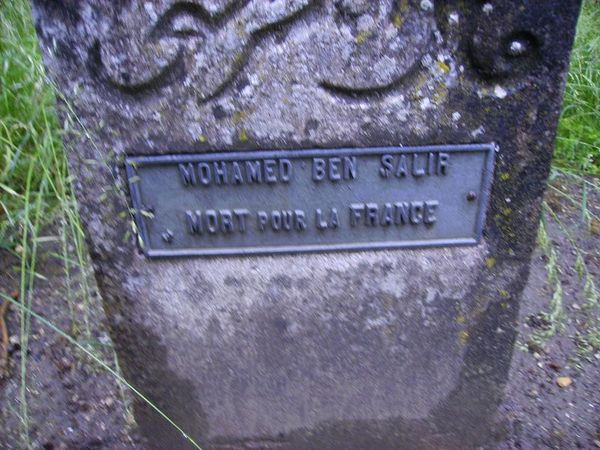 MOHAMED BEN SALIR
MORT POUR LA FRANCE